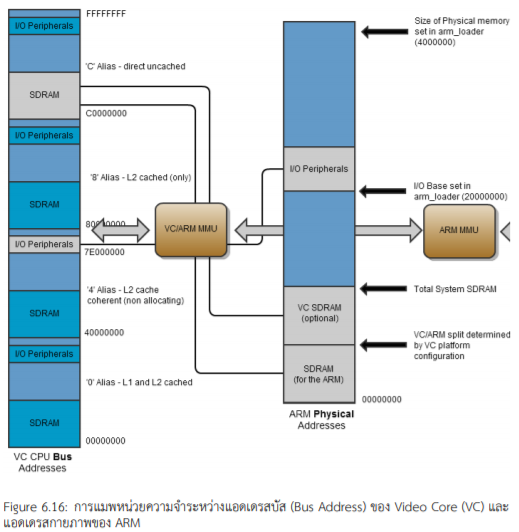 FFFFFFFF
I/O Peripherals
'C' Alias - direct uncached
SDRAM
C0000000
I/O Peripherals
'8' Alias - L2 cached (only)
SDRAM
I/O Peripherals
7E000000
'4' Alias - L2 cache
coherent (non allocating)
SDRAM
40000000
I/O Peripherals
'0' Alias - L1 and L2 cached
SDRAM
00000000
VC CPU Bus
Addresses
VC/ARM MMU
I/O Peripherals
VC SDRAM
(optional)
SDRAM
(for the ARM)
00000000
ARM Physical
Addresses
Size of Physical memory
set in arm_loader
(4000000)
I/O Base set in
arm_loader (20000000)
ARM MMU
Total System SDRAM
VC/ARM split determined
by VC platform
configuration
Figure 6.16: การแมพหน่วยความจำระหว่างแอดเดรสบัส (Bus Address) ของ Video Core (VC) และ
แอดเดรสกายภาพของ ARM